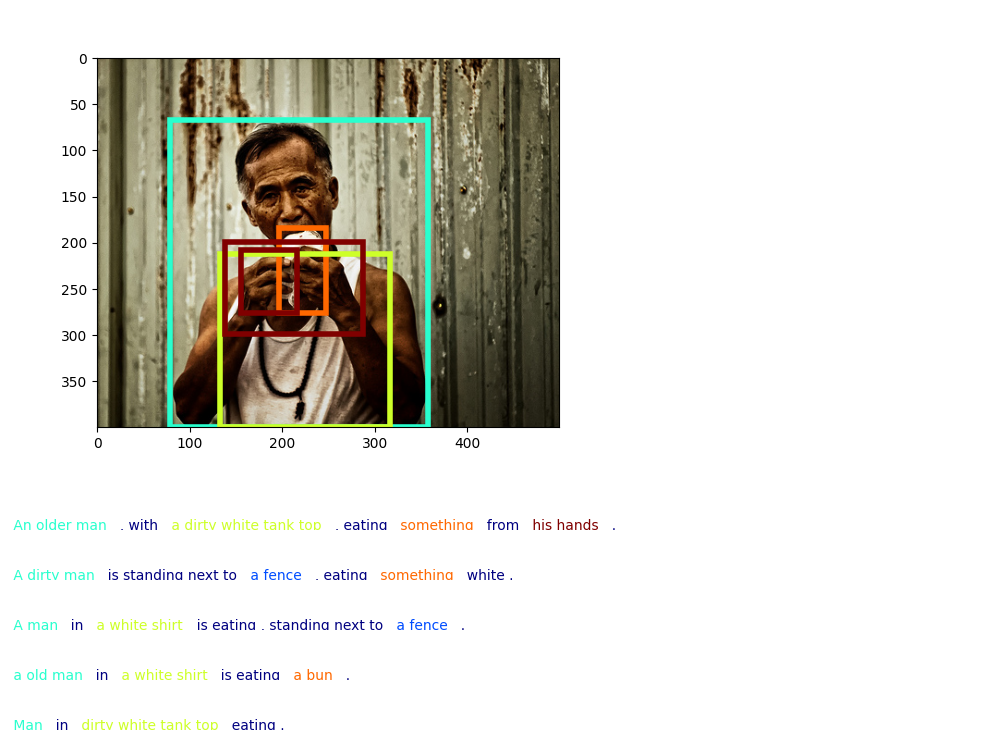 0
50
100
150
200
250
300
350
0 100 200 300 400
An older man , with a dirty white tank top , eating something from his hands .
A dirty man is standing next to a fence , eating something white .
A man in a white shirt is eating , standing next to a fence .
a old man in a white shirt is eating a bun .
Man in dirty white tank top eating .